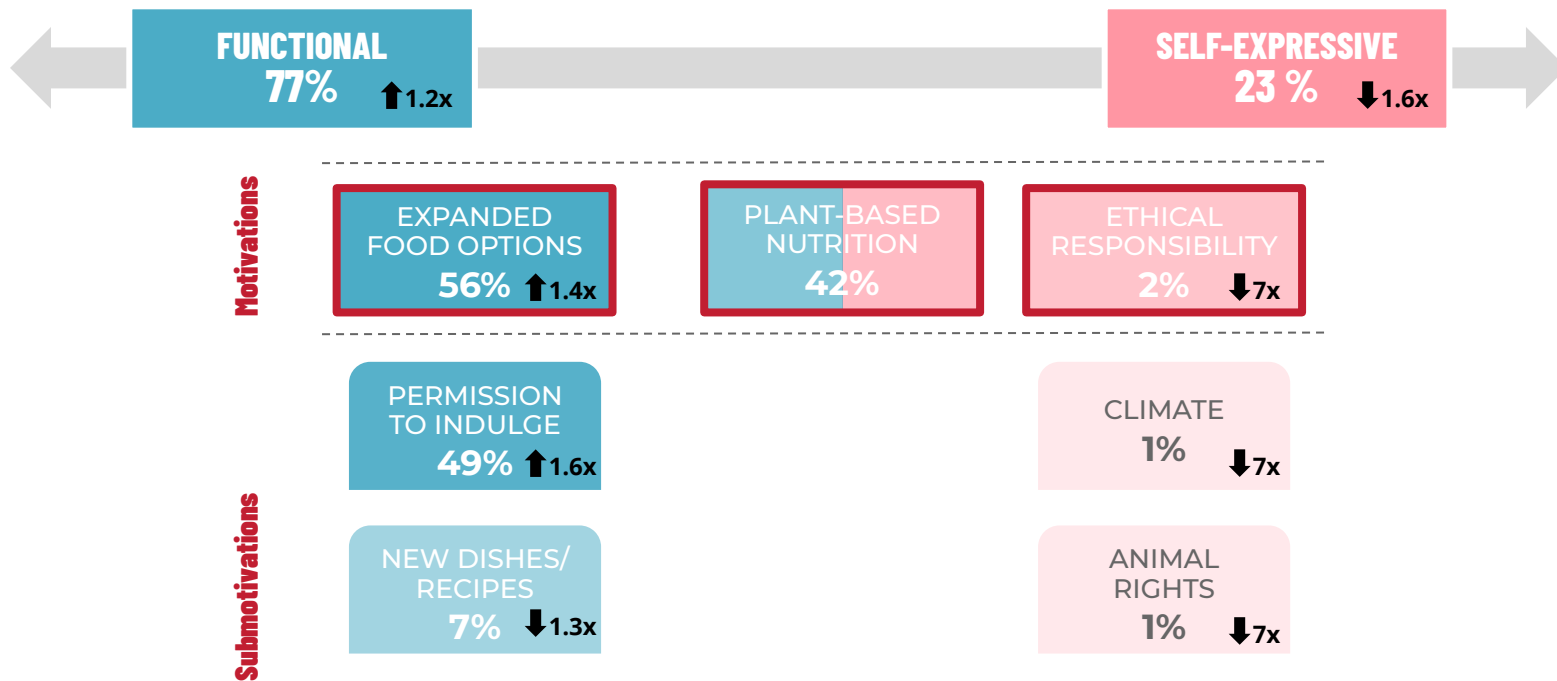 FUNCTIONAL
77%
1.2x
SELF-EXPRESSIVE
23 %
1.6x
Motivations
EXPANDED
FOOD OPTIONS
56%
1.4x
PLANT-BASED
NUTRITION
42%
ETHICAL
RESPONSIBILITY
2%
7x
Submotivations
PERMISSION
TO INDULGE
49%
1.6x
CLIMATE
1%
7x
NEW DISHES/
RECIPES
7%
1.3x
ANIMAL
RIGHTS
1%
7x